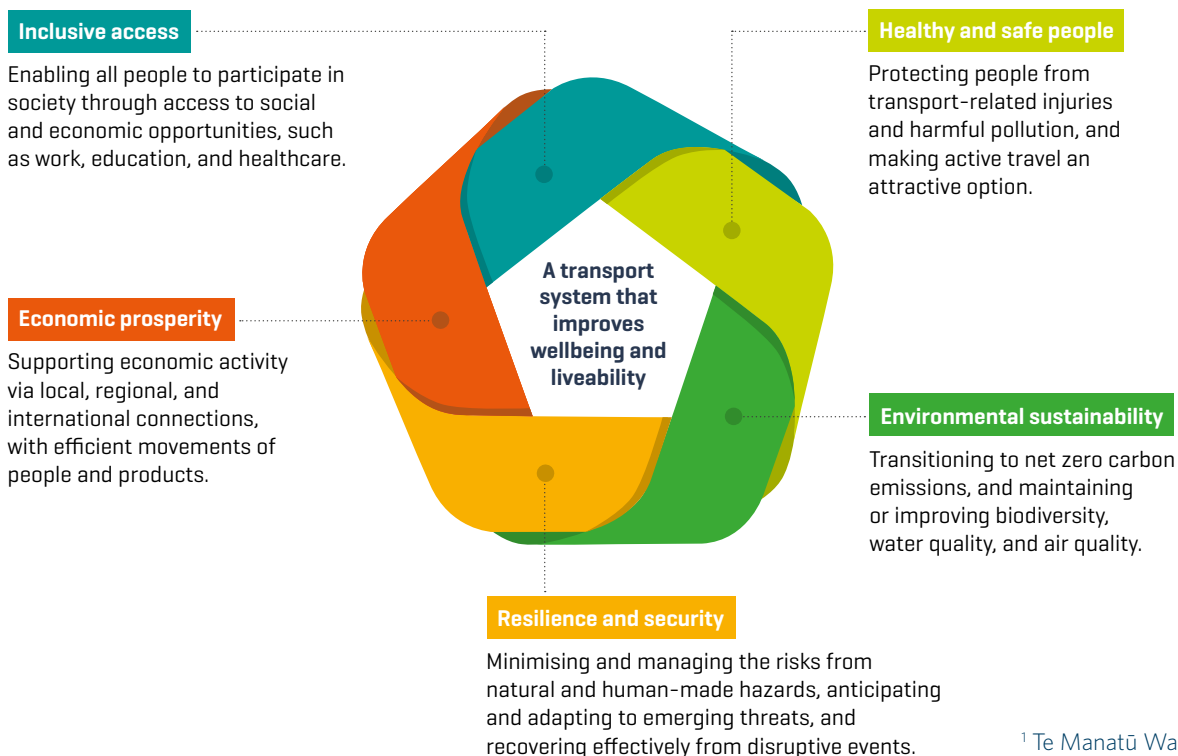 Inclusive access
Enabling all people to participate in
society through access to social
and economic opportunities, such
as work, education, and healthcare.
Healthy and safe people
Protecting people from
transport-related injuries
and harmful pollution, and
making active travel an
attractive option.
A transport
system that
improves
wellbeing and
liveability
Economic prosperity
Supporting economic activity
via local, regional, and
international connections,
with efficient movements of
people and products.
Environmental sustainability
Transitioning to net zero carbon
emissions, and maintaining
or improving biodiversity,
water quality, and air quality.
Resilience and security
Minimising and managing the risks from
natural and human-made hazards, anticipating
and adapting to emerging threats, and
recovering effectively from disruptive events.
¹ Te Manatū Wa